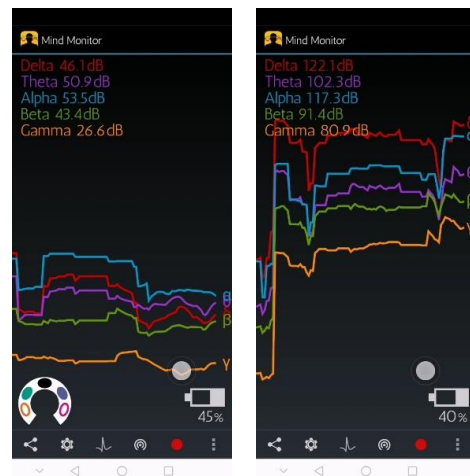 Mind Monitor
Delta 46.1dB
Theta 50.9dB
Alpha 53.5dB
Beta 43.4dB
Gamma 26.6dB
β
γ
45%
Mind Monitor
Delta 122.1dB
Theta 102.3dB
Alpha 117.3dB
Beta 91.4dB
Gamma 80.9dB
40%